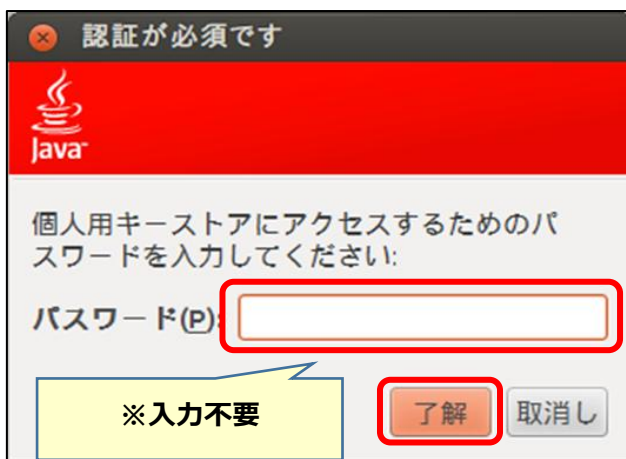 認証が必須です
Java
個人用キーストアにアクセスするためのパ
スワードを入力してください:
パスワード(P):
※入力不要
了解
取消し